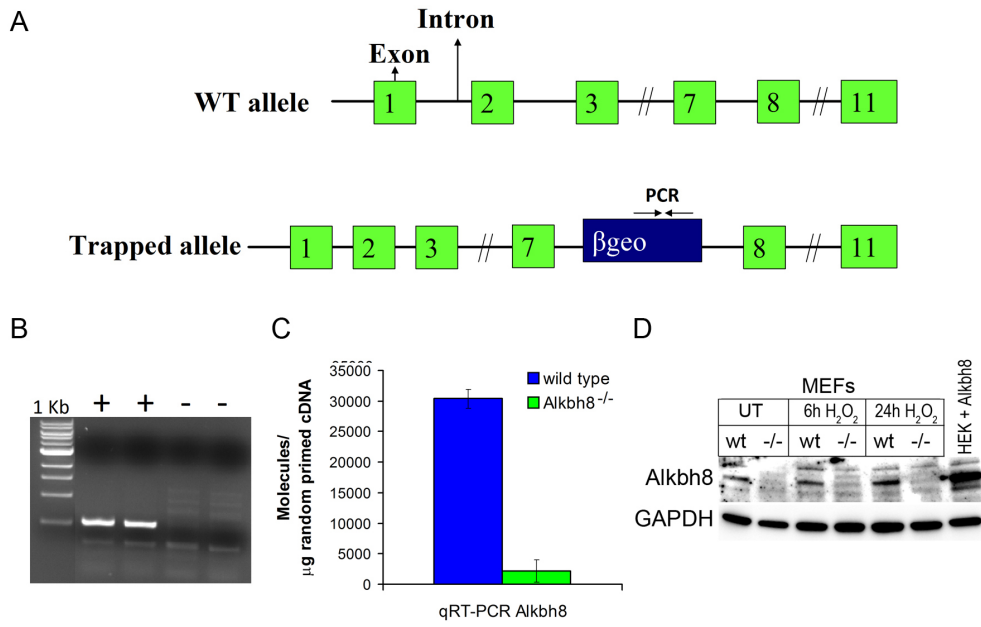 A
Intron
Exon
WT allele
1
2
3
//
7
8
//
11
PCR
Trapped allele
1
2
3
//
7
βgeo
8
//
11
B
1 Kb + + - -
C
35000
30000
25000
20000
15000
10000
5000
0
Molecules/
µg random primed cDNA
wild type
Alkbh8-/-
qRT-PCR Alkbh8
D
MEFs
UT 6h H2O2 24h H2O2
wt -/- wt -/- wt -/-
HEK + Alkbh8
Alkbh8
GAPDH